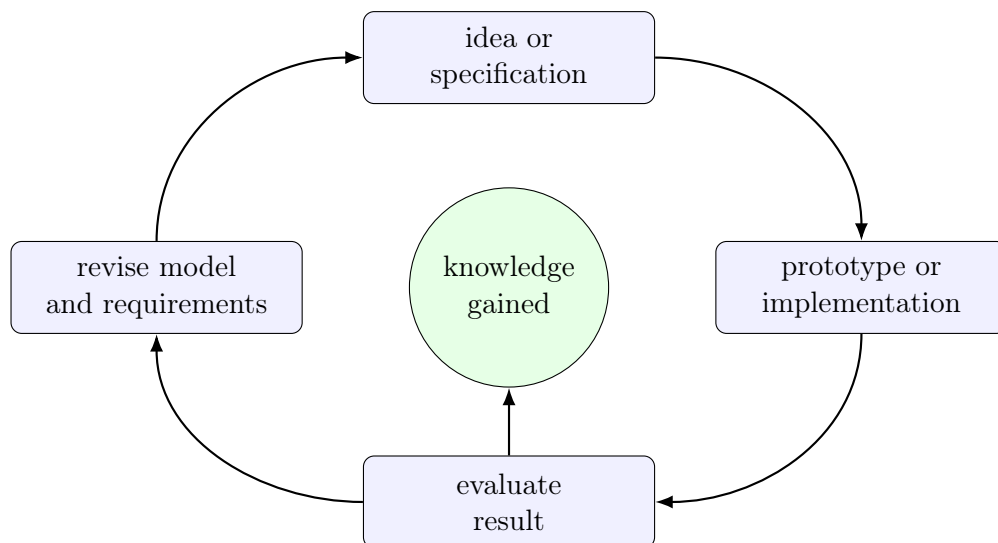 idea or
specification
revise model
and requirements
knowledge
gained
prototype or
implementation
evaluate
result